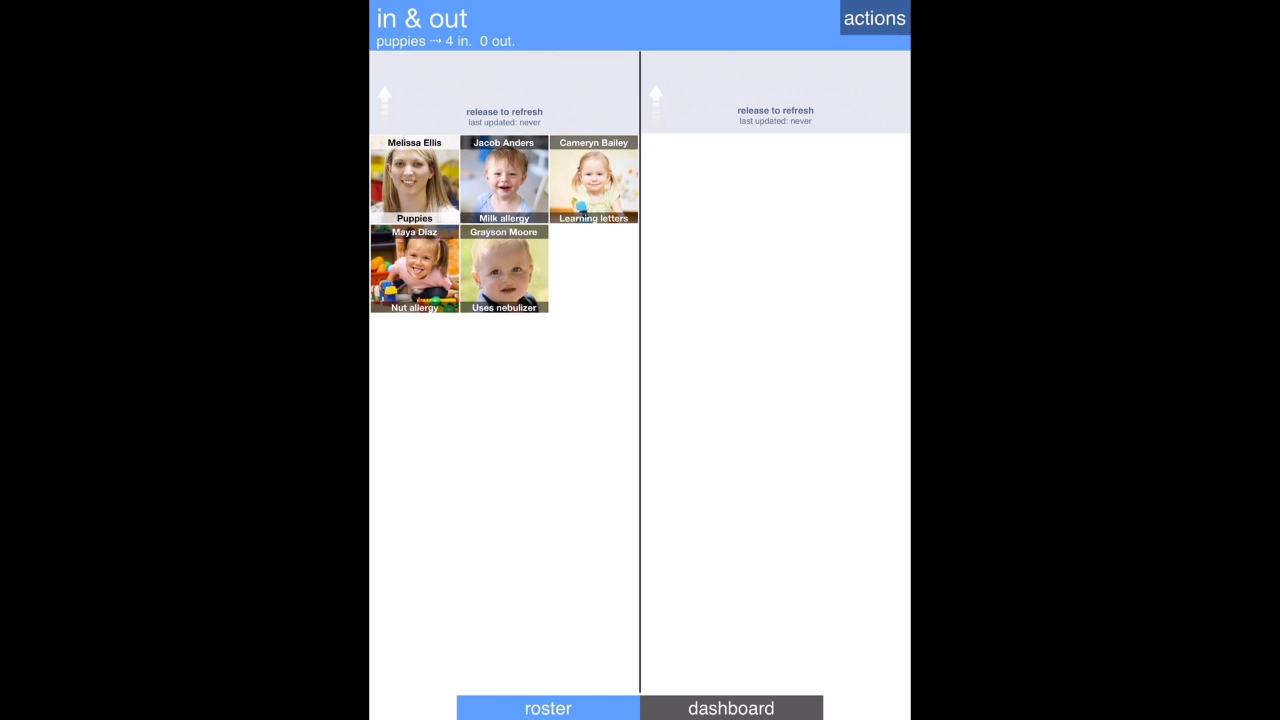 in & out
actions
puppies ⤑ 4 in.  0 out.
release to refresh
last updated: never
release to refresh
last updated: never
Melissa Ellis
Puppies
Jacob Anders
Milk allergy
Cameryn Bailey
Learning letters
Maya Diaz
Nut allergy
Grayson Moore
Uses nebulizer
roster
dashboard